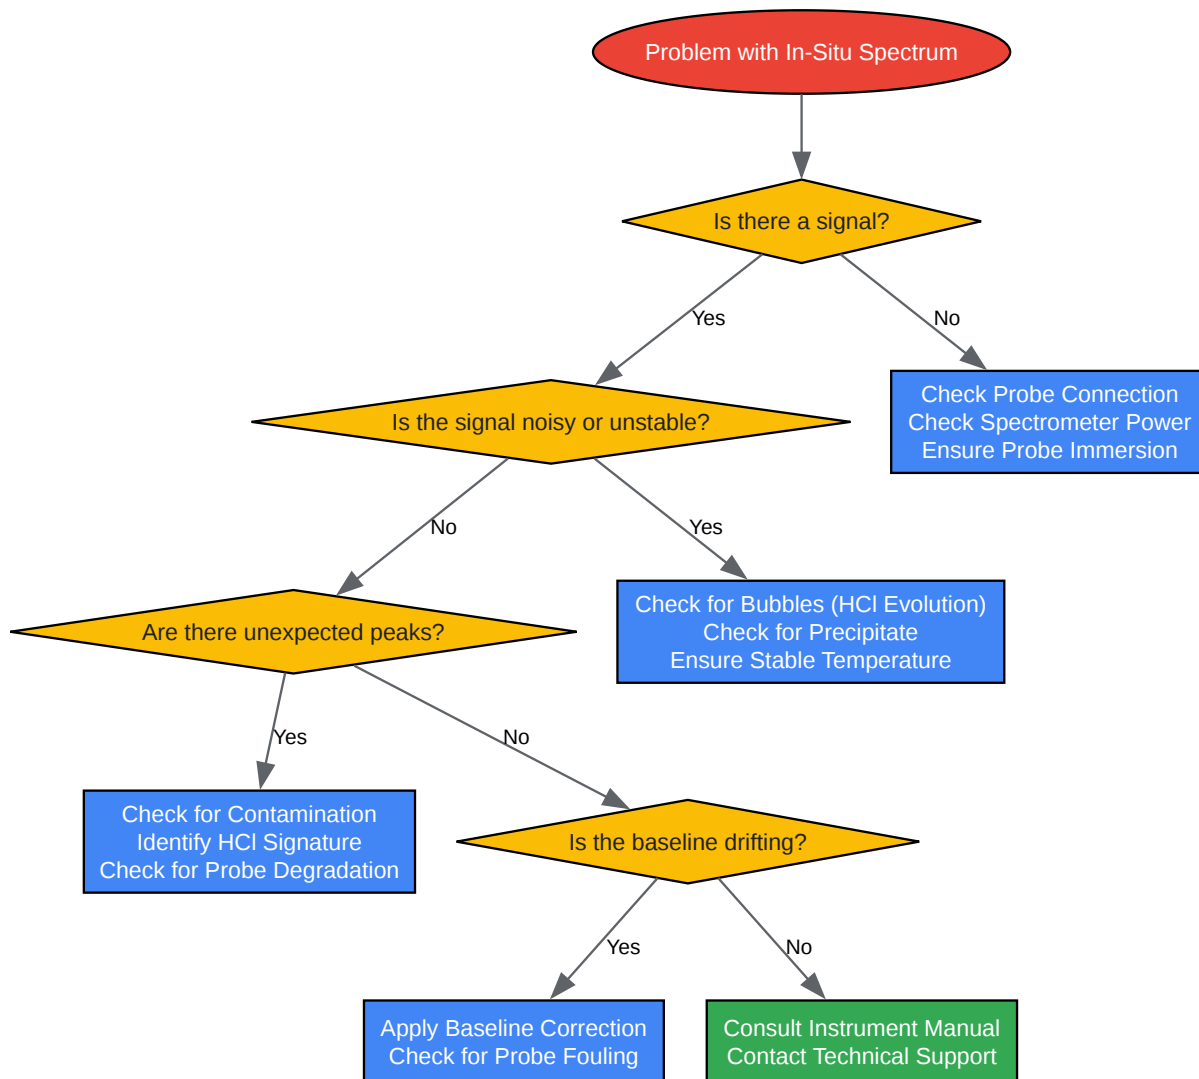 Problem with In-Situ Spectrum
Is there a signal?
Yes
No
Is the signal noisy or unstable?
Check Probe Connection
Check Spectrometer Power
Ensure Probe Immersion
No
Yes
Are there unexpected peaks?
Check for Bubbles (HCl Evolution)
Check for Precipitate
Ensure Stable Temperature
Yes
No
Check for Contamination
Identify HCl Signature
Check for Probe Degradation
Is the baseline drifting?
Yes
No
Apply Baseline Correction
Check for Probe Fouling
Consult Instrument Manual
Contact Technical Support